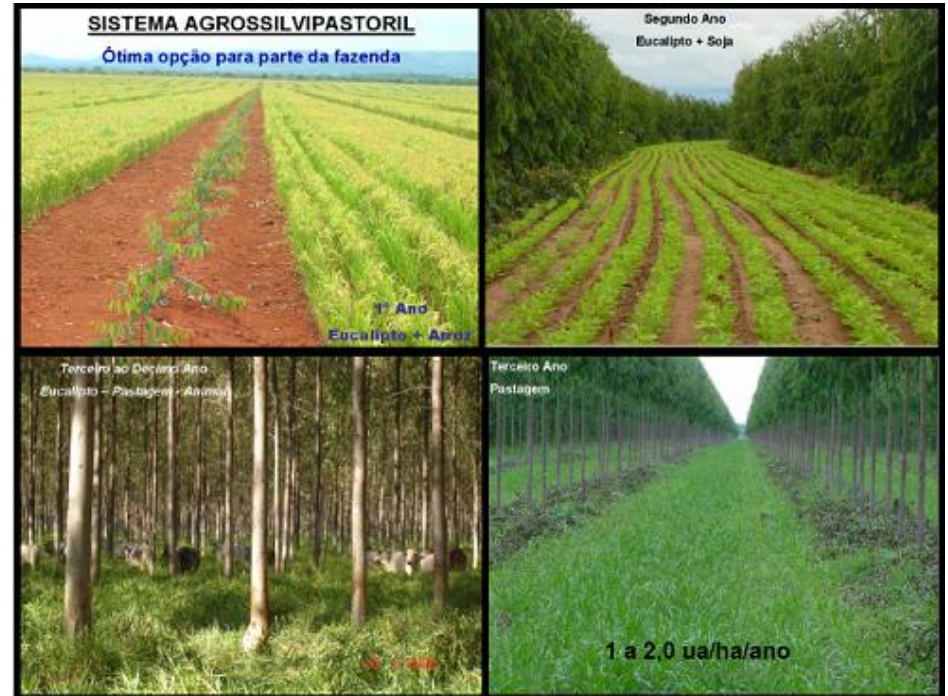 SISTEMA AGROSSILVIPASTORIL
Ótima opção para parte da fazenda
1º Ano
Eucalipto + Arroz
Segundo Ano
Eucalipto + Soja
Terceiro ao Décimo Ano
Eucalipto – Pastagem - Animal
Terceiro Ano
Pastagem
1 a 2,0 ua/ha/ano